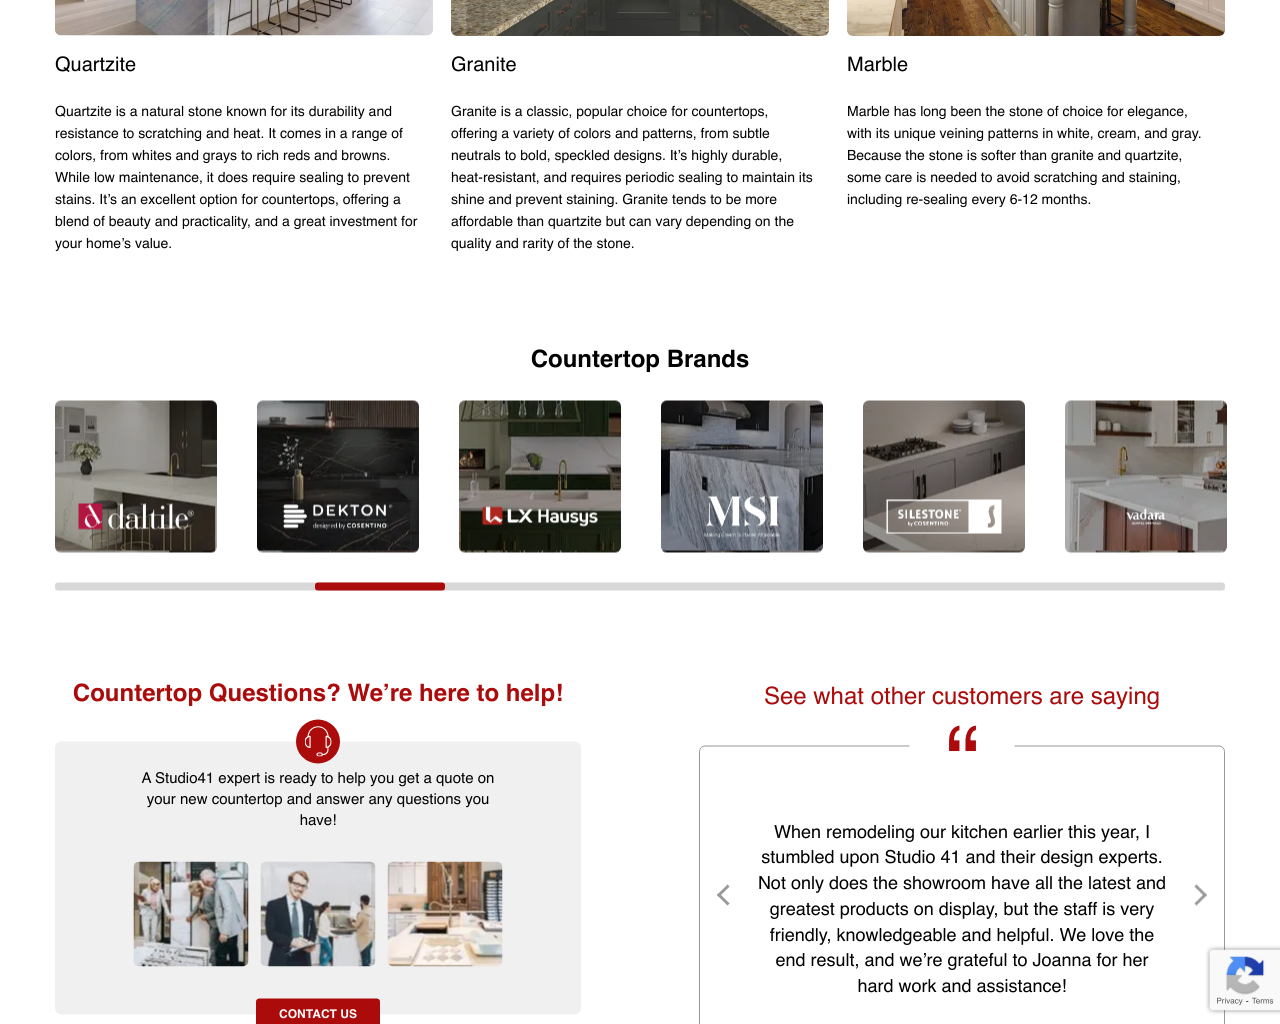 Quartzite
Quartzite is a natural stone known for its durability and
resistance to scratching and heat. It comes in a range of
colors, from whites and grays to rich reds and browns.
While low maintenance, it does require sealing to prevent
stains. It’s an excellent option for countertops, offering a
blend of beauty and practicality, and a great investment for
your home’s value.
Granite
Granite is a classic, popular choice for countertops,
offering a variety of colors and patterns, from subtle
neutrals to bold, speckled designs. It’s highly durable,
heat-resistant, and requires periodic sealing to maintain its
shine and prevent staining. Granite tends to be more
affordable than quartzite but can vary depending on the
quality and rarity of the stone.
Marble
Marble has long been the stone of choice for elegance,
with its unique veining patterns in white, cream, and gray.
Because the stone is softer than granite and quartzite,
some care is needed to avoid scratching and staining,
including re-sealing every 6-12 months.
Countertop Brands
daltile®
DEKTON®
designed by COSENTINO
LX Hausys
MSI
SILESTONE®
by COSENTINO
vadara
Countertop Questions? We’re here to help!
A Studio41 expert is ready to help you get a quote on
your new countertop and answer any questions you
have!
CONTACT US
See what other customers are saying
“
When remodeling our kitchen earlier this year, I
stumbled upon Studio 41 and their design experts.
Not only does the showroom have all the latest and
greatest products on display, but the staff is very
friendly, knowledgeable and helpful. We love the
end result, and we’re grateful to Joanna for her
hard work and assistance!
Privacy - Terms